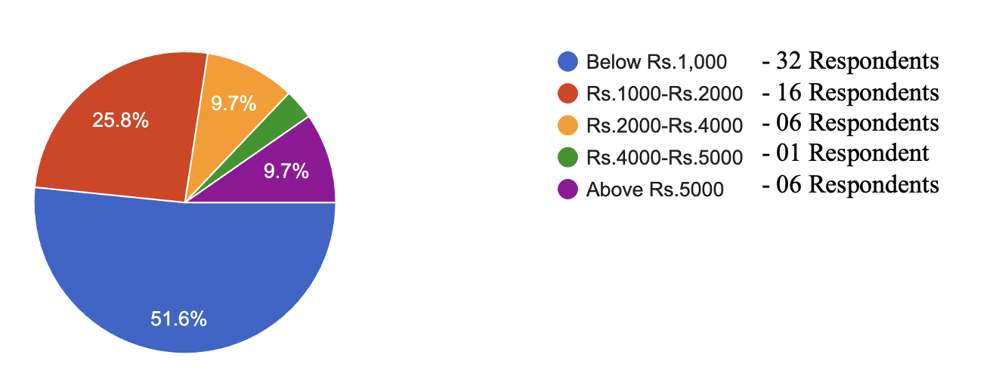 25.8%
9.7%
9.7%
51.6%
Below Rs.1,000 - 32 Respondents
Rs.1000-Rs.2000 - 16 Respondents
Rs.2000-Rs.4000 - 06 Respondents
Rs.4000-Rs.5000 - 01 Respondent
Above Rs.5000 - 06 Respondents